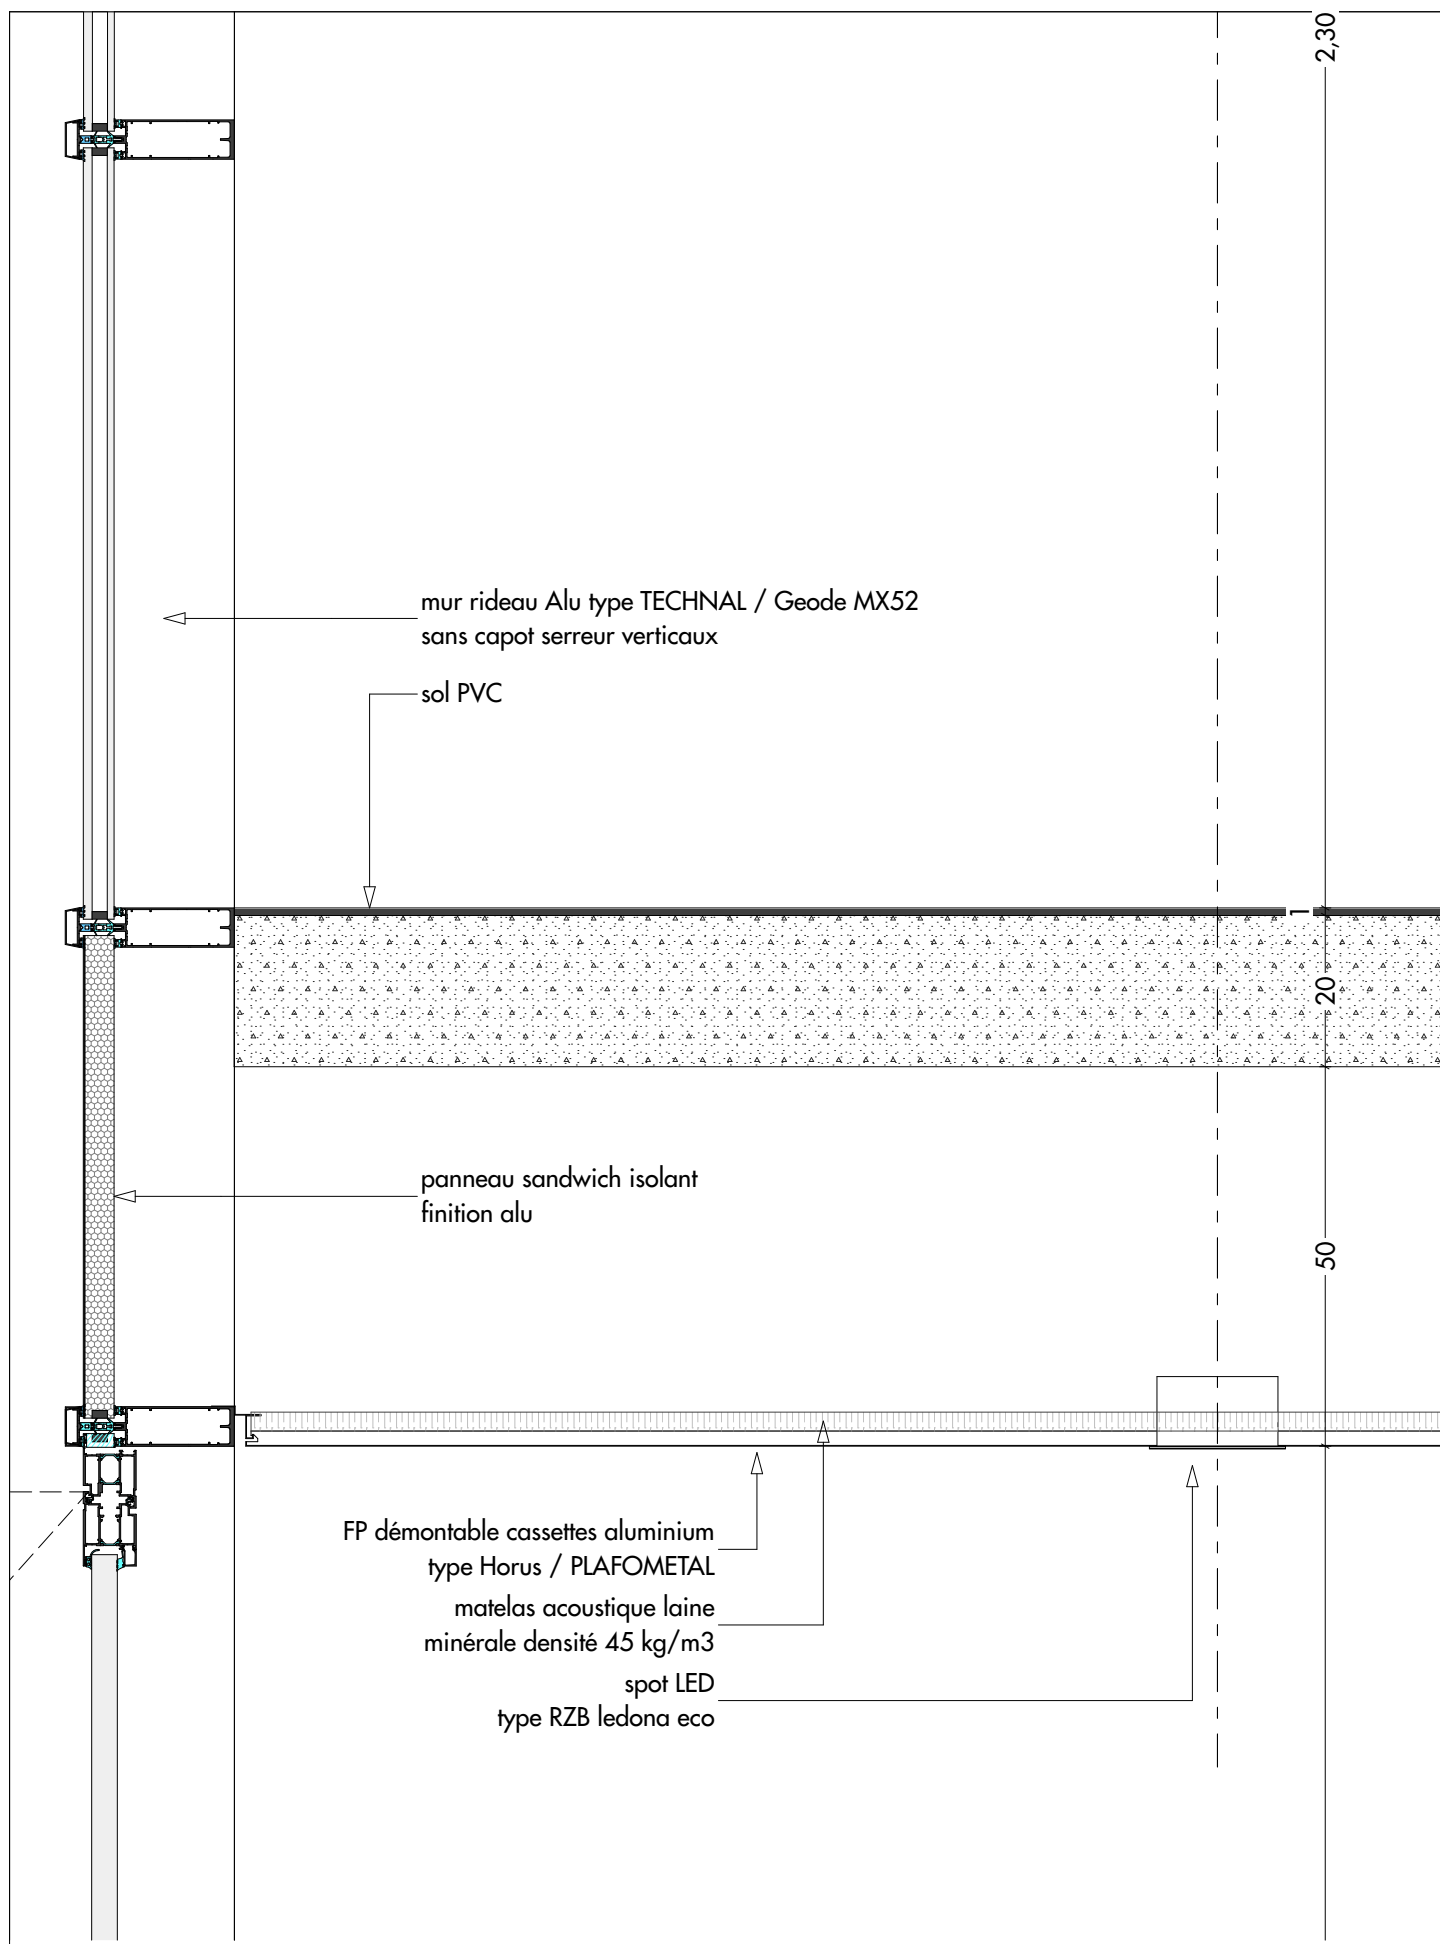 2,30
mur rideau Alu type TECHNAL / Geode MX52
sans capot serreur verticaux
sol PVC
1
20
panneau sandwich isolant
finition alu
50
FP démontable cassettes aluminium
type Horus / PLAFOMETAL
matelas acoustique laine
minérale densité 45 kg/m3
spot LED
type RZB ledona eco